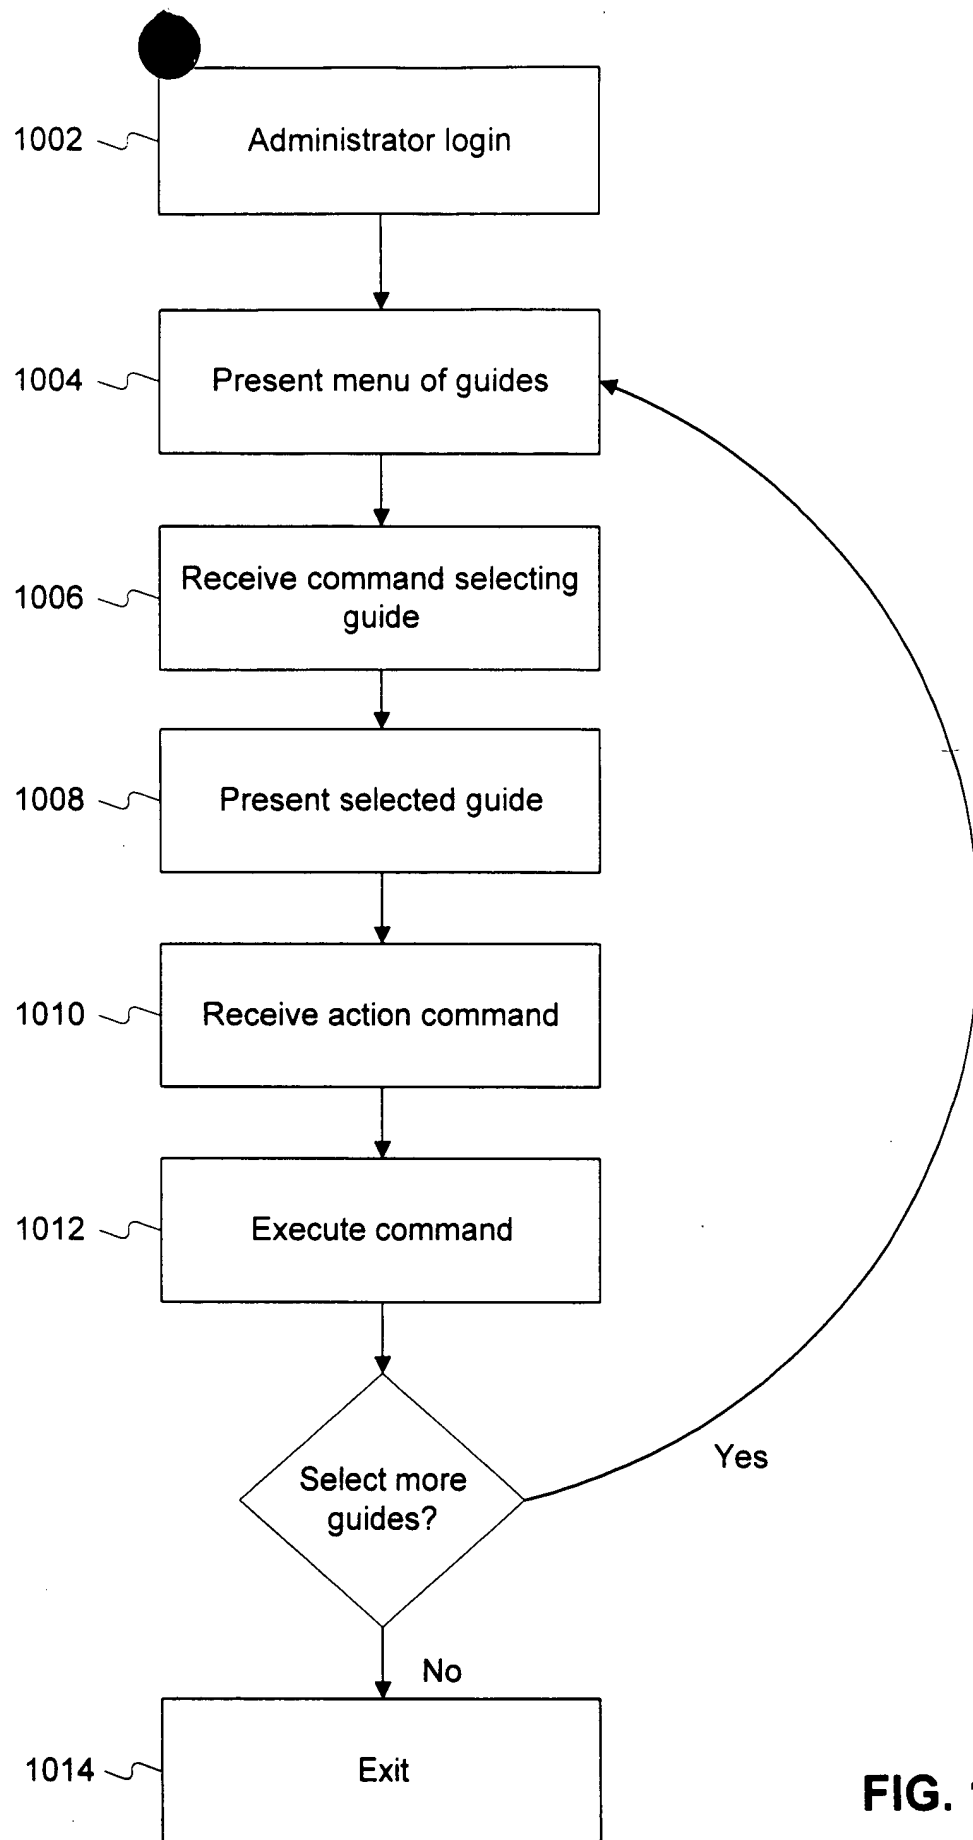 1002
Administrator login
1004
Present menu of guides
1006
Receive command selecting
guide
1008
Present selected guide
1010
Receive action command
1012
Execute command
Select more
guides?
Yes
No
1014
Exit
FIG.